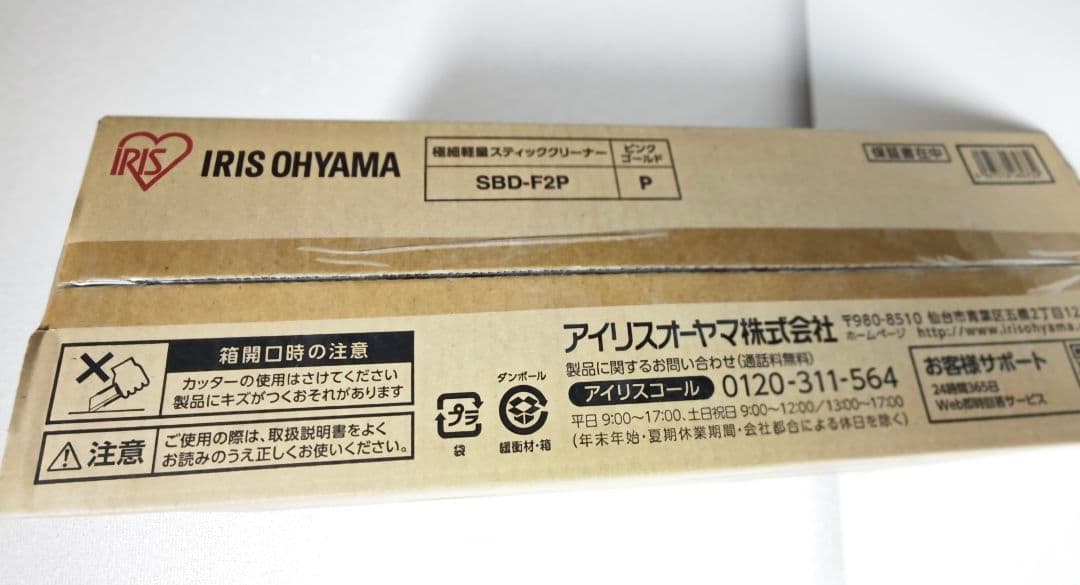 IRIS
IRIS OHYAMA
極細軽量スティッククリーナー
SBD-F2P
ピンク
ゴールド
P
保証書在中
箱開口時の注意
カッターの使用はさけてください
製品にキズがつくおそれがあります
注意
ご使用の際は、取扱説明書をよく
お読みのうえ正しくお使いください。
プラ
袋
ダンボール
緩衝材・箱
アイリスオーヤマ株式会社
〒980-8510 仙台市青葉区五橋2丁目12
ホームページ http://www.irisohyama.
製品に関するお問い合わせ(通話料無料)
アイリスコール 0120-311-564
平日 9:00~17:00、土日祝日 9:00~12:00/13:00~17:00
(年末年始・夏期休業期間・会社都合による休日を除く)
お客様サポート
24時間365日
Web即時回答サービス